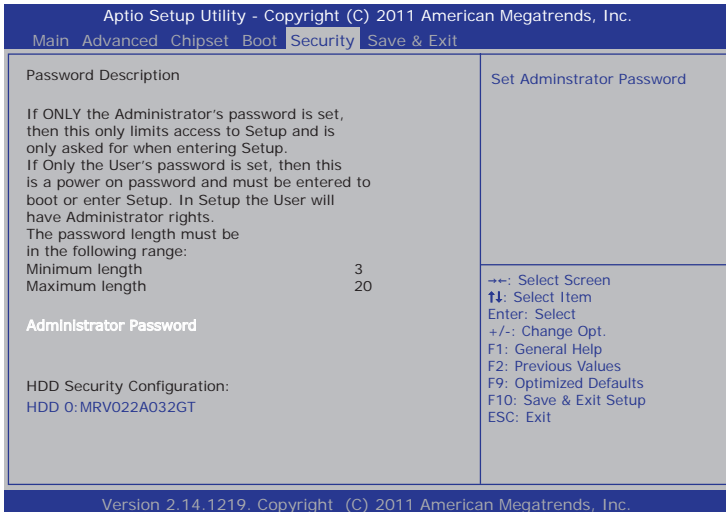 Aptio Setup Utility - Copyright (C) 2011 American Megatrends, Inc.
Main Advanced Chipset Boot Security Save & Exit
Password Description
If ONLY the Administrator's password is set,
then this only limits access to Setup and is
only asked for when entering Setup.
If Only the User's password is set, then this
is a power on password and must be entered to
boot or enter Setup. In Setup the User will
have Administrator rights.
The password length must be
in the following range:
Minimum length 3
Maximum length 20
Administrator Password
HDD Security Configuration:
HDD 0:MRV022A032GT
Set Adminstrator Password
→←: Select Screen
↑↓: Select Item
Enter: Select
+/-: Change Opt.
F1: General Help
F2: Previous Values
F9: Optimized Defaults
F10: Save & Exit Setup
ESC: Exit
Version 2.14.1219. Copyright (C) 2011 American Megatrends, Inc.